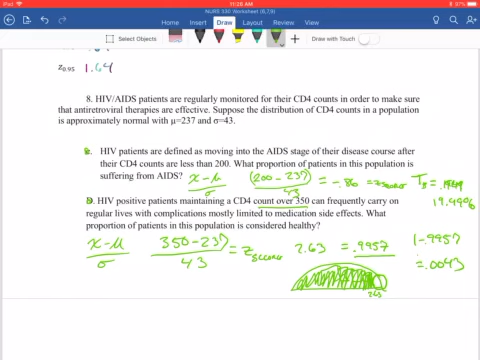 11:28 AM
97%
NURS 330 Worksheet (6,7,9)
Home Insert Draw Layout Review View
Select Objects Draw with Touch
z0.95 1.64
8. HIV/AIDS patients are regularly monitored for their CD4 counts in order to make sure
that antiretroviral therapies are effective. Suppose the distribution of CD4 counts in a population
is approximately normal with μ=237 and σ=43.
HIV patients are defined as moving into the AIDS stage of their disease course after
their CD4 counts are less than 200. What proportion of patients in this population is
suffering from AIDS? x-μ/σ (200-237)/43 = -.86 = zscore = .1949
19.49%
HIV positive patients maintaining a CD4 count over 350 can frequently carry on
regular lives with complications mostly limited to medication side effects. What
proportion of patients in this population is considered healthy?
x-μ/σ 350-237/43 = zscore 2.63 = .9957 1-.9957
=.0043
2.63